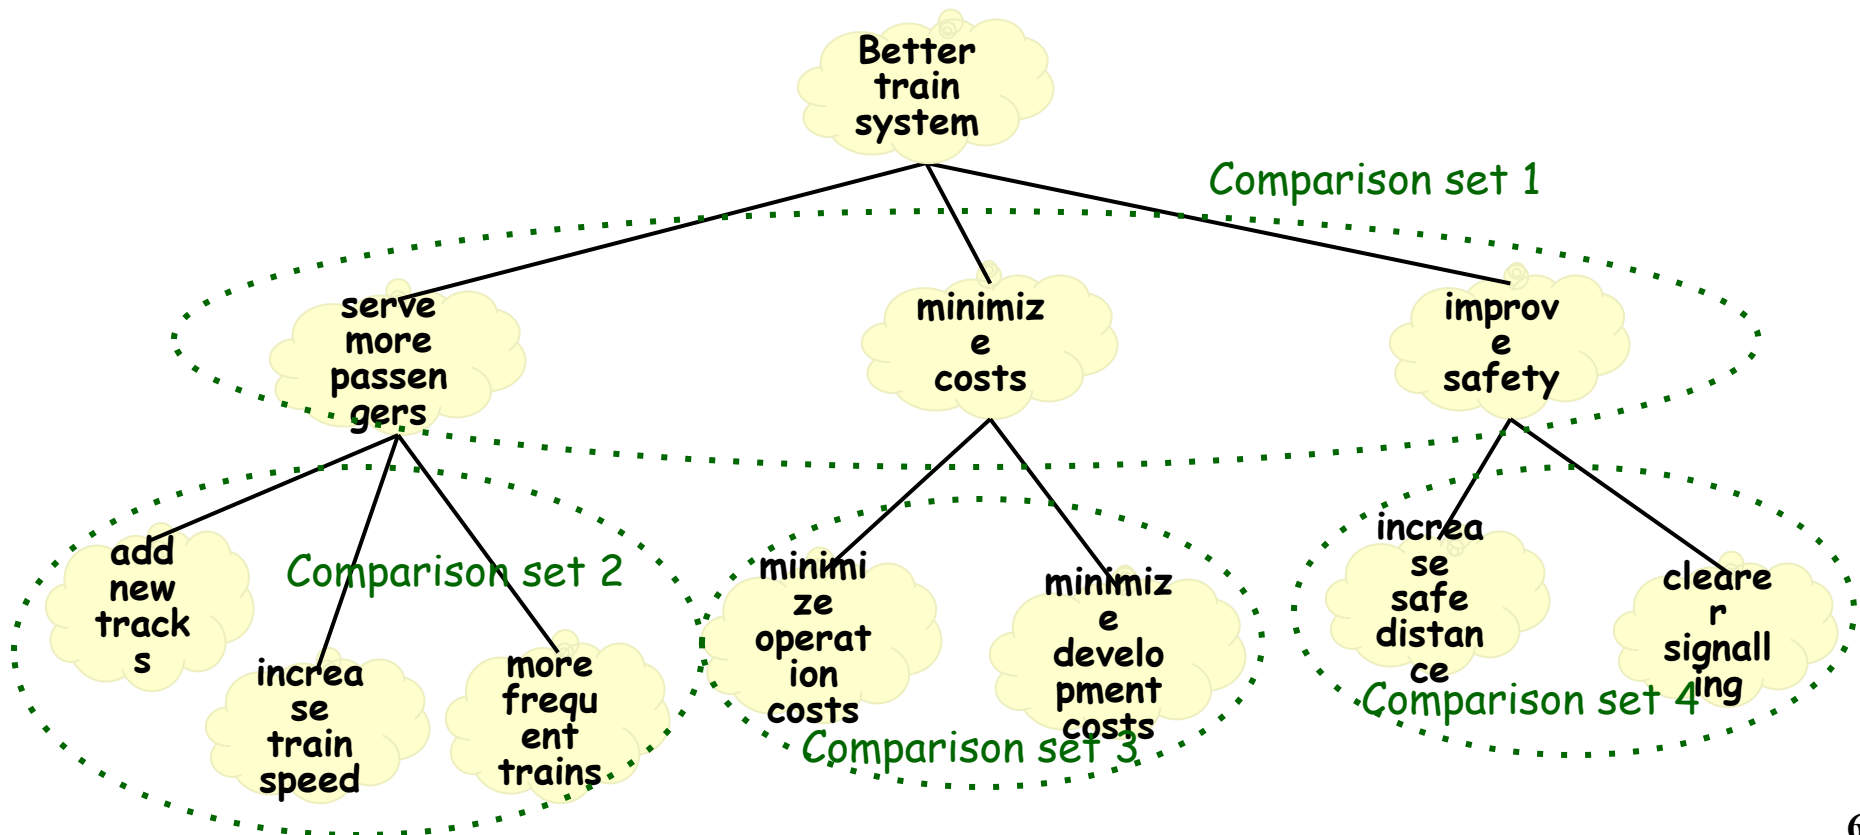 Better
train
system
Comparison set 1
serve
more
passen
gers
minimiz
e
costs
improv
e
safety
add
new
track
s
Comparison set 2
increa
se
train
speed
more
frequ
ent
trains
minimi
ze
operat
ion
costs
minimiz
e
develo
pment
costs
Comparison set 3
increa
se
safe
distan
ce
cleare
r
signall
ing
Comparison set 4